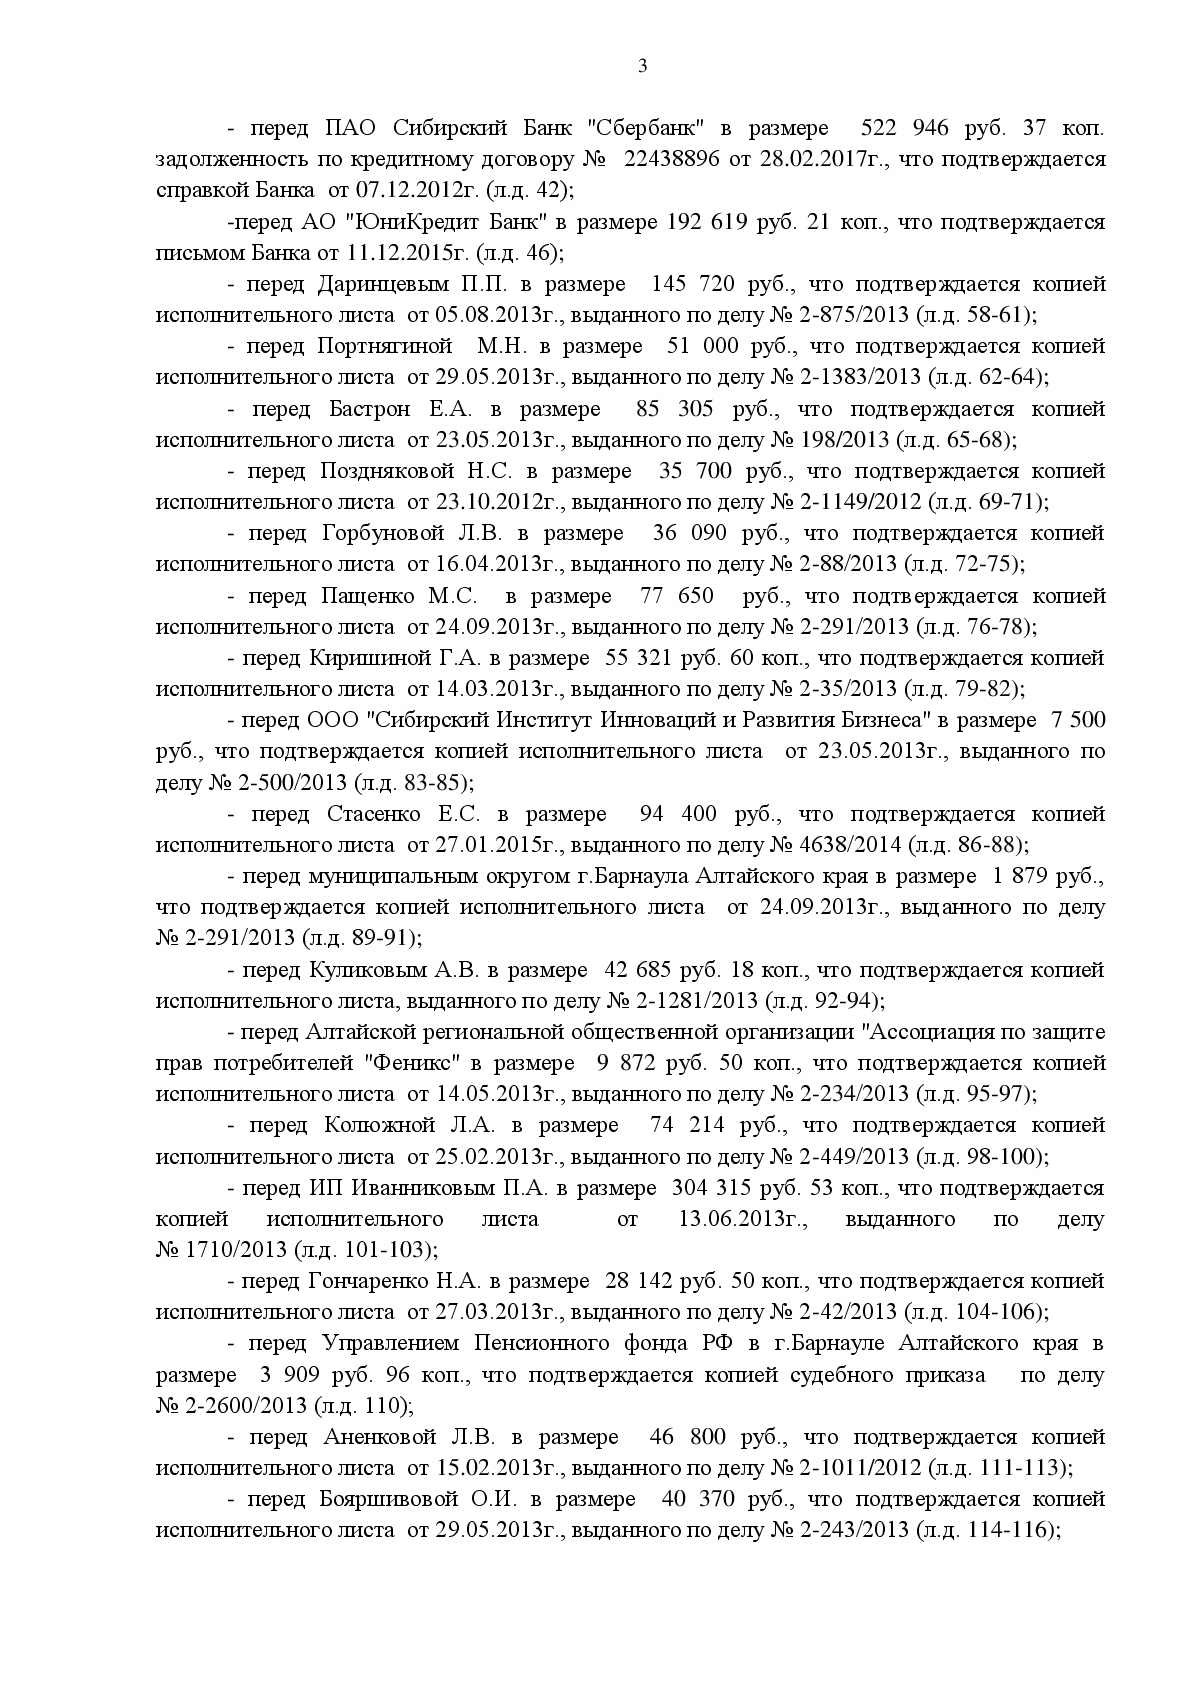 3
- перед ПАО Сибирский Банк "Сбербанк" в размере 522 946 руб. 37 коп.
задолженность по кредитному договору № 22438896 от 28.02.2017г., что подтверждается
справкой Банка от 07.12.2012г. (л.д. 42);
-перед АО "ЮниКредит Банк" в размере 192 619 руб. 21 коп., что подтверждается
письмом Банка от 11.12.2015г. (л.д. 46);
- перед Даринцевым П.П. в размере 145 720 руб., что подтверждается копией
исполнительного листа от 05.08.2013г., выданного по делу № 2-875/2013 (л.д. 58-61);
- перед Портнягиной М.Н. в размере 51 000 руб., что подтверждается копией
исполнительного листа от 29.05.2013г., выданного по делу № 2-1383/2013 (л.д. 62-64);
- перед Бастрон Е.А. в размере 85 305 руб., что подтверждается копией
исполнительного листа от 23.05.2013г., выданного по делу № 198/2013 (л.д. 65-68);
- перед Поздняковой Н.С. в размере 35 700 руб., что подтверждается копией
исполнительного листа от 23.10.2012г., выданного по делу № 2-1149/2012 (л.д. 69-71);
- перед Горбуновой Л.В. в размере 36 090 руб., что подтверждается копией
исполнительного листа от 16.04.2013г., выданного по делу № 2-88/2013 (л.д. 72-75);
- перед Пащенко М.С. в размере 77 650 руб., что подтверждается копией
исполнительного листа от 24.09.2013г., выданного по делу № 2-291/2013 (л.д. 76-78);
- перед Киришиной Г.А. в размере 55 321 руб. 60 коп., что подтверждается копией
исполнительного листа от 14.03.2013г., выданного по делу № 2-35/2013 (л.д. 79-82);
- перед ООО "Сибирский Институт Инноваций и Развития Бизнеса" в размере 7 500
руб., что подтверждается копией исполнительного листа от 23.05.2013г., выданного по
делу № 2-500/2013 (л.д. 83-85);
- перед Стасенко Е.С. в размере 94 400 руб., что подтверждается копией
исполнительного листа от 27.01.2015г., выданного по делу № 4638/2014 (л.д. 86-88);
- перед муниципальным округом г.Барнаула Алтайского края в размере 1 879 руб.,
что подтверждается копией исполнительного листа от 24.09.2013г., выданного по делу
№ 2-291/2013 (л.д. 89-91);
- перед Куликовым А.В. в размере 42 685 руб. 18 коп., что подтверждается копией
исполнительного листа, выданного по делу № 2-1281/2013 (л.д. 92-94);
- перед Алтайской региональной общественной организации "Ассоциация по защите
прав потребителей "Феникс" в размере 9 872 руб. 50 коп., что подтверждается копией
исполнительного листа от 14.05.2013г., выданного по делу № 2-234/2013 (л.д. 95-97);
- перед Колюжной Л.А. в размере 74 214 руб., что подтверждается копией
исполнительного листа от 25.02.2013г., выданного по делу № 2-449/2013 (л.д. 98-100);
- перед ИП Иванниковым П.А. в размере 304 315 руб. 53 коп., что подтверждается
копией исполнительного листа от 13.06.2013г., выданного по делу
№ 1710/2013 (л.д. 101-103);
- перед Гончаренко Н.А. в размере 28 142 руб. 50 коп., что подтверждается копией
исполнительного листа от 27.03.2013г., выданного по делу № 2-42/2013 (л.д. 104-106);
- перед Управлением Пенсионного фонда РФ в г.Барнауле Алтайского края в
размере 3 909 руб. 96 коп., что подтверждается копией судебного приказа по делу
№ 2-2600/2013 (л.д. 110);
- перед Аненковой Л.В. в размере 46 800 руб., что подтверждается копией
исполнительного листа от 15.02.2013г., выданного по делу № 2-1011/2012 (л.д. 111-113);
- перед Бояршивовой О.И. в размере 40 370 руб., что подтверждается копией
исполнительного листа от 29.05.2013г., выданного по делу № 2-243/2013 (л.д. 114-116);